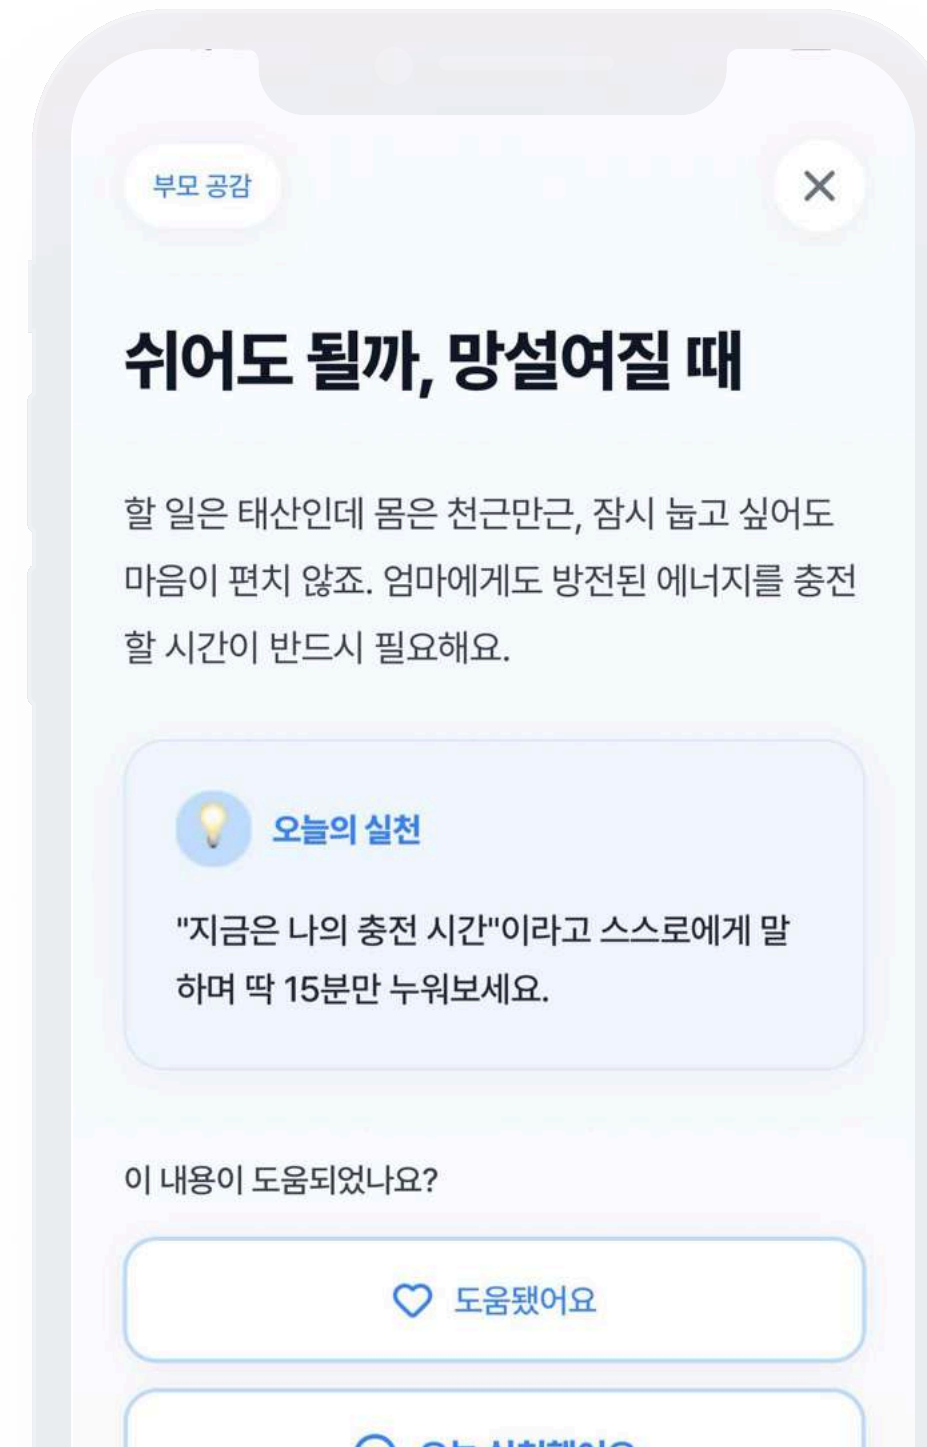 부모 공감
쉬어도 될까, 망설여질 때
할 일은 태산인데 몸은 천근만근, 잠시 눕고 싶어도
마음이 편치 않죠. 엄마에게도 방전된 에너지를 충전
할 시간이 반드시 필요해요.
오늘의 실천
"지금은 나의 충전 시간"이라고 스스로에게 말
하며 딱 15분만 누워보세요.
이 내용이 도움되었나요?
도움됐어요